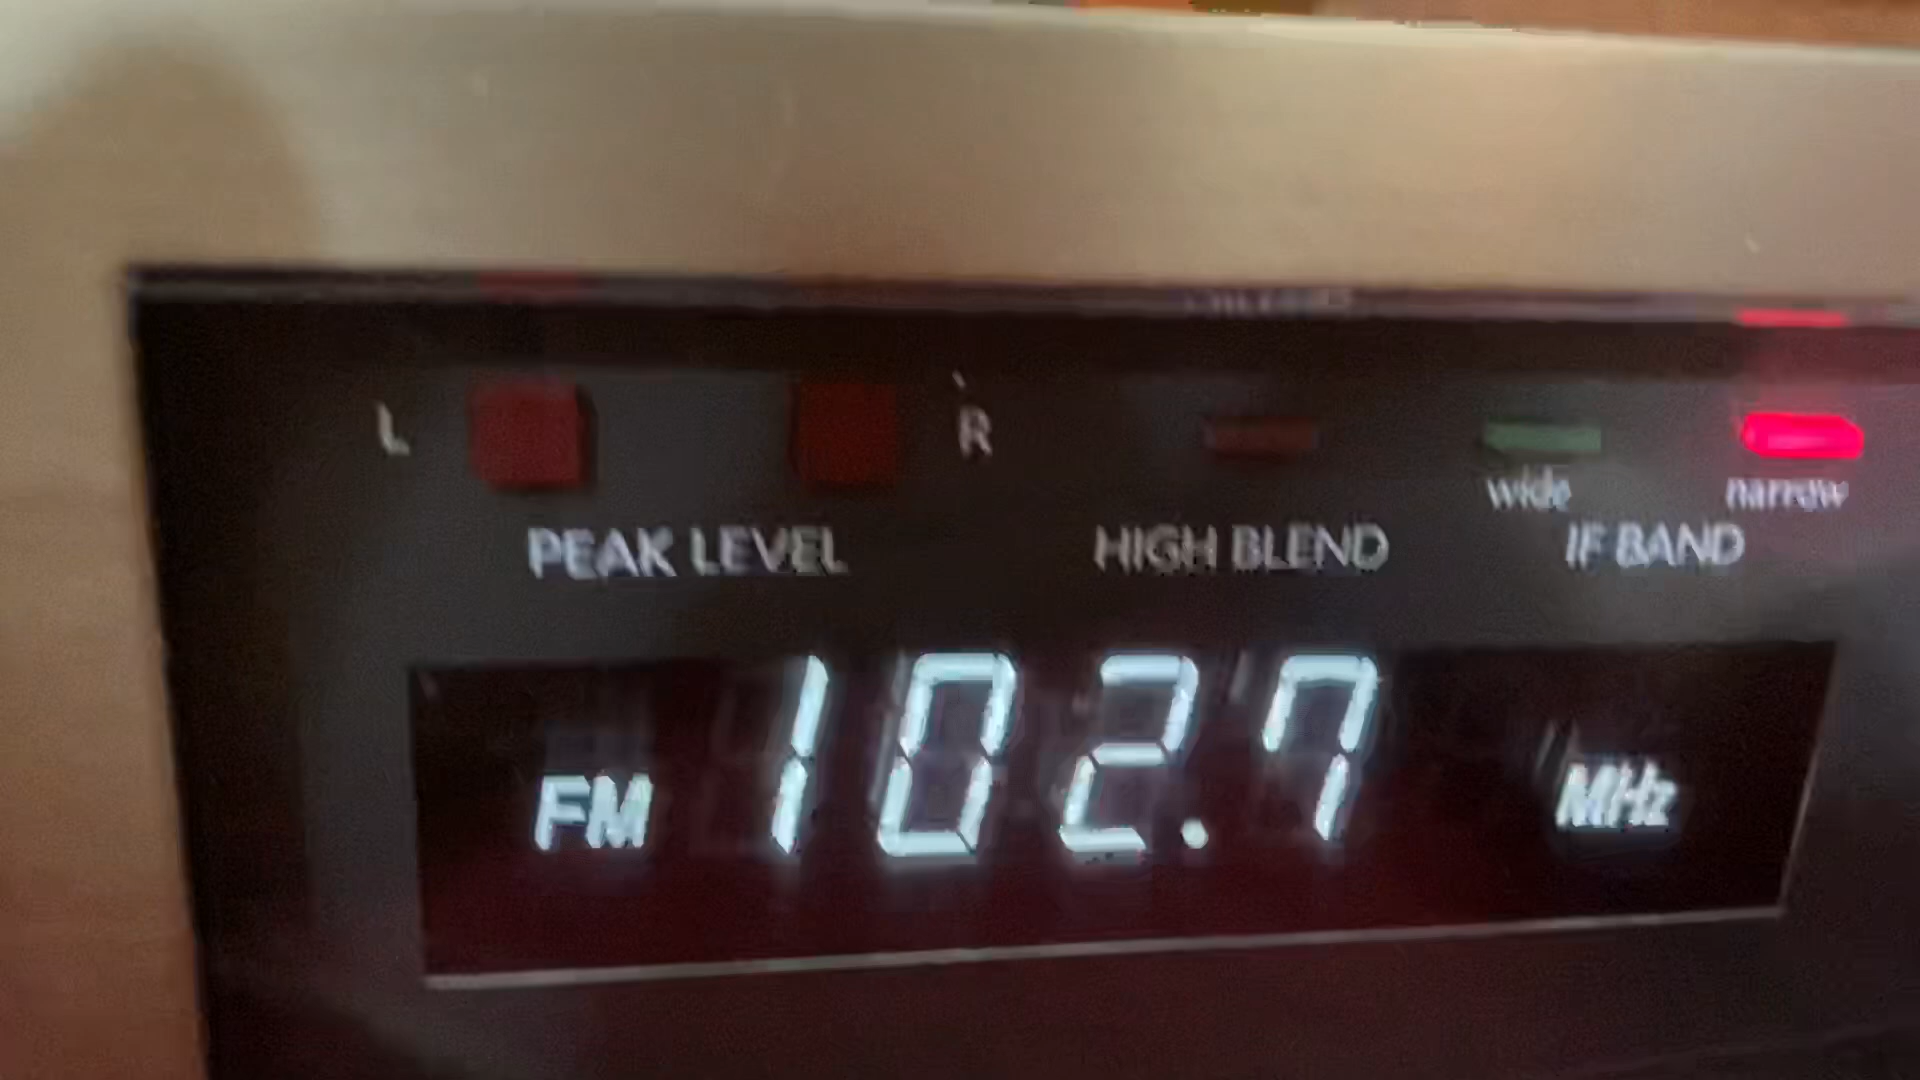 L R
wide narrow
PEAK LEVEL HIGH BLEND IF BAND
FM 102.7 MHz